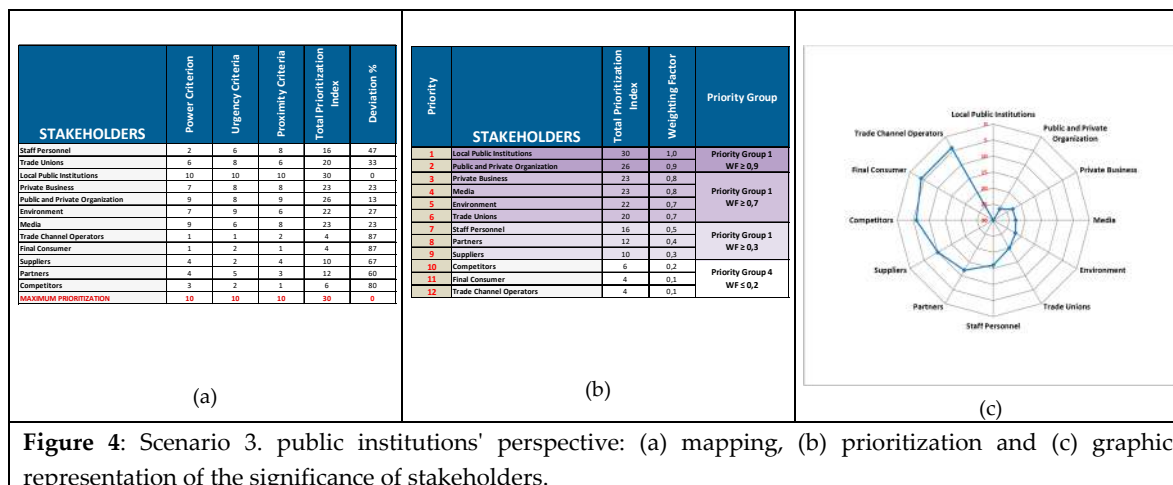 STAKEHOLDERS Power Criterion Urgency Criteria Proximity Criteria Total Prioritization Index Deviation %
Staff Personnel 2 6 8 16 47
Trade Unions 6 8 6 20 33
Local Public Institutions 10 10 10 30 0
Private Business 7 8 8 23 23
Public and Private Organization 9 8 9 26 13
Environment 7 9 6 22 27
Media 9 6 8 23 23
Trade Channel Operators 1 1 2 4 87
Final Consumer 1 2 1 4 87
Suppliers 4 2 4 10 67
Partners 4 5 3 12 60
Competitors 3 2 1 6 80
MAXIMUM PRIORITIZATION 10 10 10 30 0
(a)
Priority STAKEHOLDERS Total Prioritization Index Weighting Factor Priority Group
1 Local Public Institutions 30 1,0 Priority Group 1
2 Public and Private Organization 26 0,9 WF ≥ 0,9
3 Private Business 23 0,8
4 Media 23 0,8 Priority Group 1
5 Environment 22 0,7 WF ≥ 0,7
6 Trade Unions 20 0,7
7 Staff Personnel 16 0,5 Priority Group 1
8 Partners 12 0,4 WF ≥ 0,3
9 Suppliers 10 0,3
10 Competitors 6 0,2 Priority Group 4
11 Final Consumer 4 0,1 WF ≤ 0,2
12 Trade Channel Operators 4 0,1
(b)
Local Public Institutions
Public and Private
Organization
Private Business
Media
Environment
Trade Unions
Staff Personnel
Partners
Suppliers
Competitors
Final Consumer
Trade Channel Operators
(c)
Figure 4: Scenario 3. public institutions' perspective: (a) mapping, (b) prioritization and (c) graphic
representation of the significance of stakeholders.